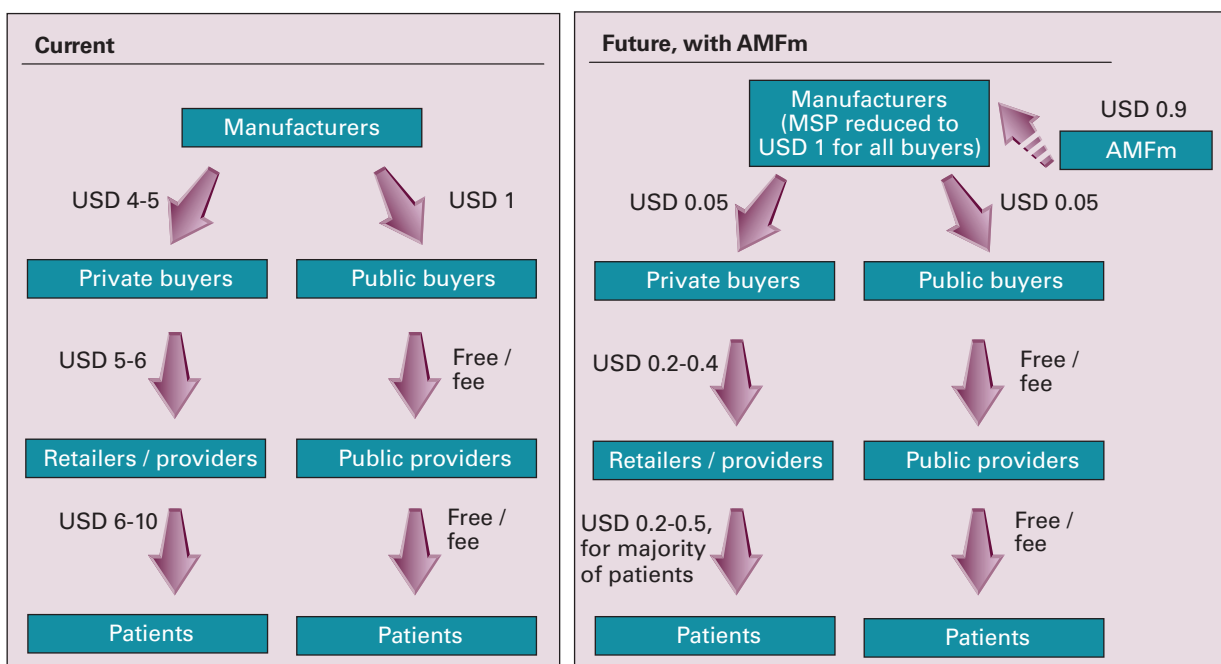 Current
Manufacturers
USD 4-5
USD 1
Private buyers
Public buyers
USD 5-6
Free /
fee
Retailers / providers
Public providers
USD 6-10
Free /
fee
Patients
Patients
Future, with AMFm
Manufacturers
(MSP reduced to
USD 1 for all buyers)
USD 0.9
AMFm
USD 0.05
USD 0.05
Private buyers
Public buyers
USD 0.2-0.4
Free /
fee
Retailers / providers
Public providers
USD 0.2-0.5,
for majority
of patients
Free /
fee
Patients
Patients